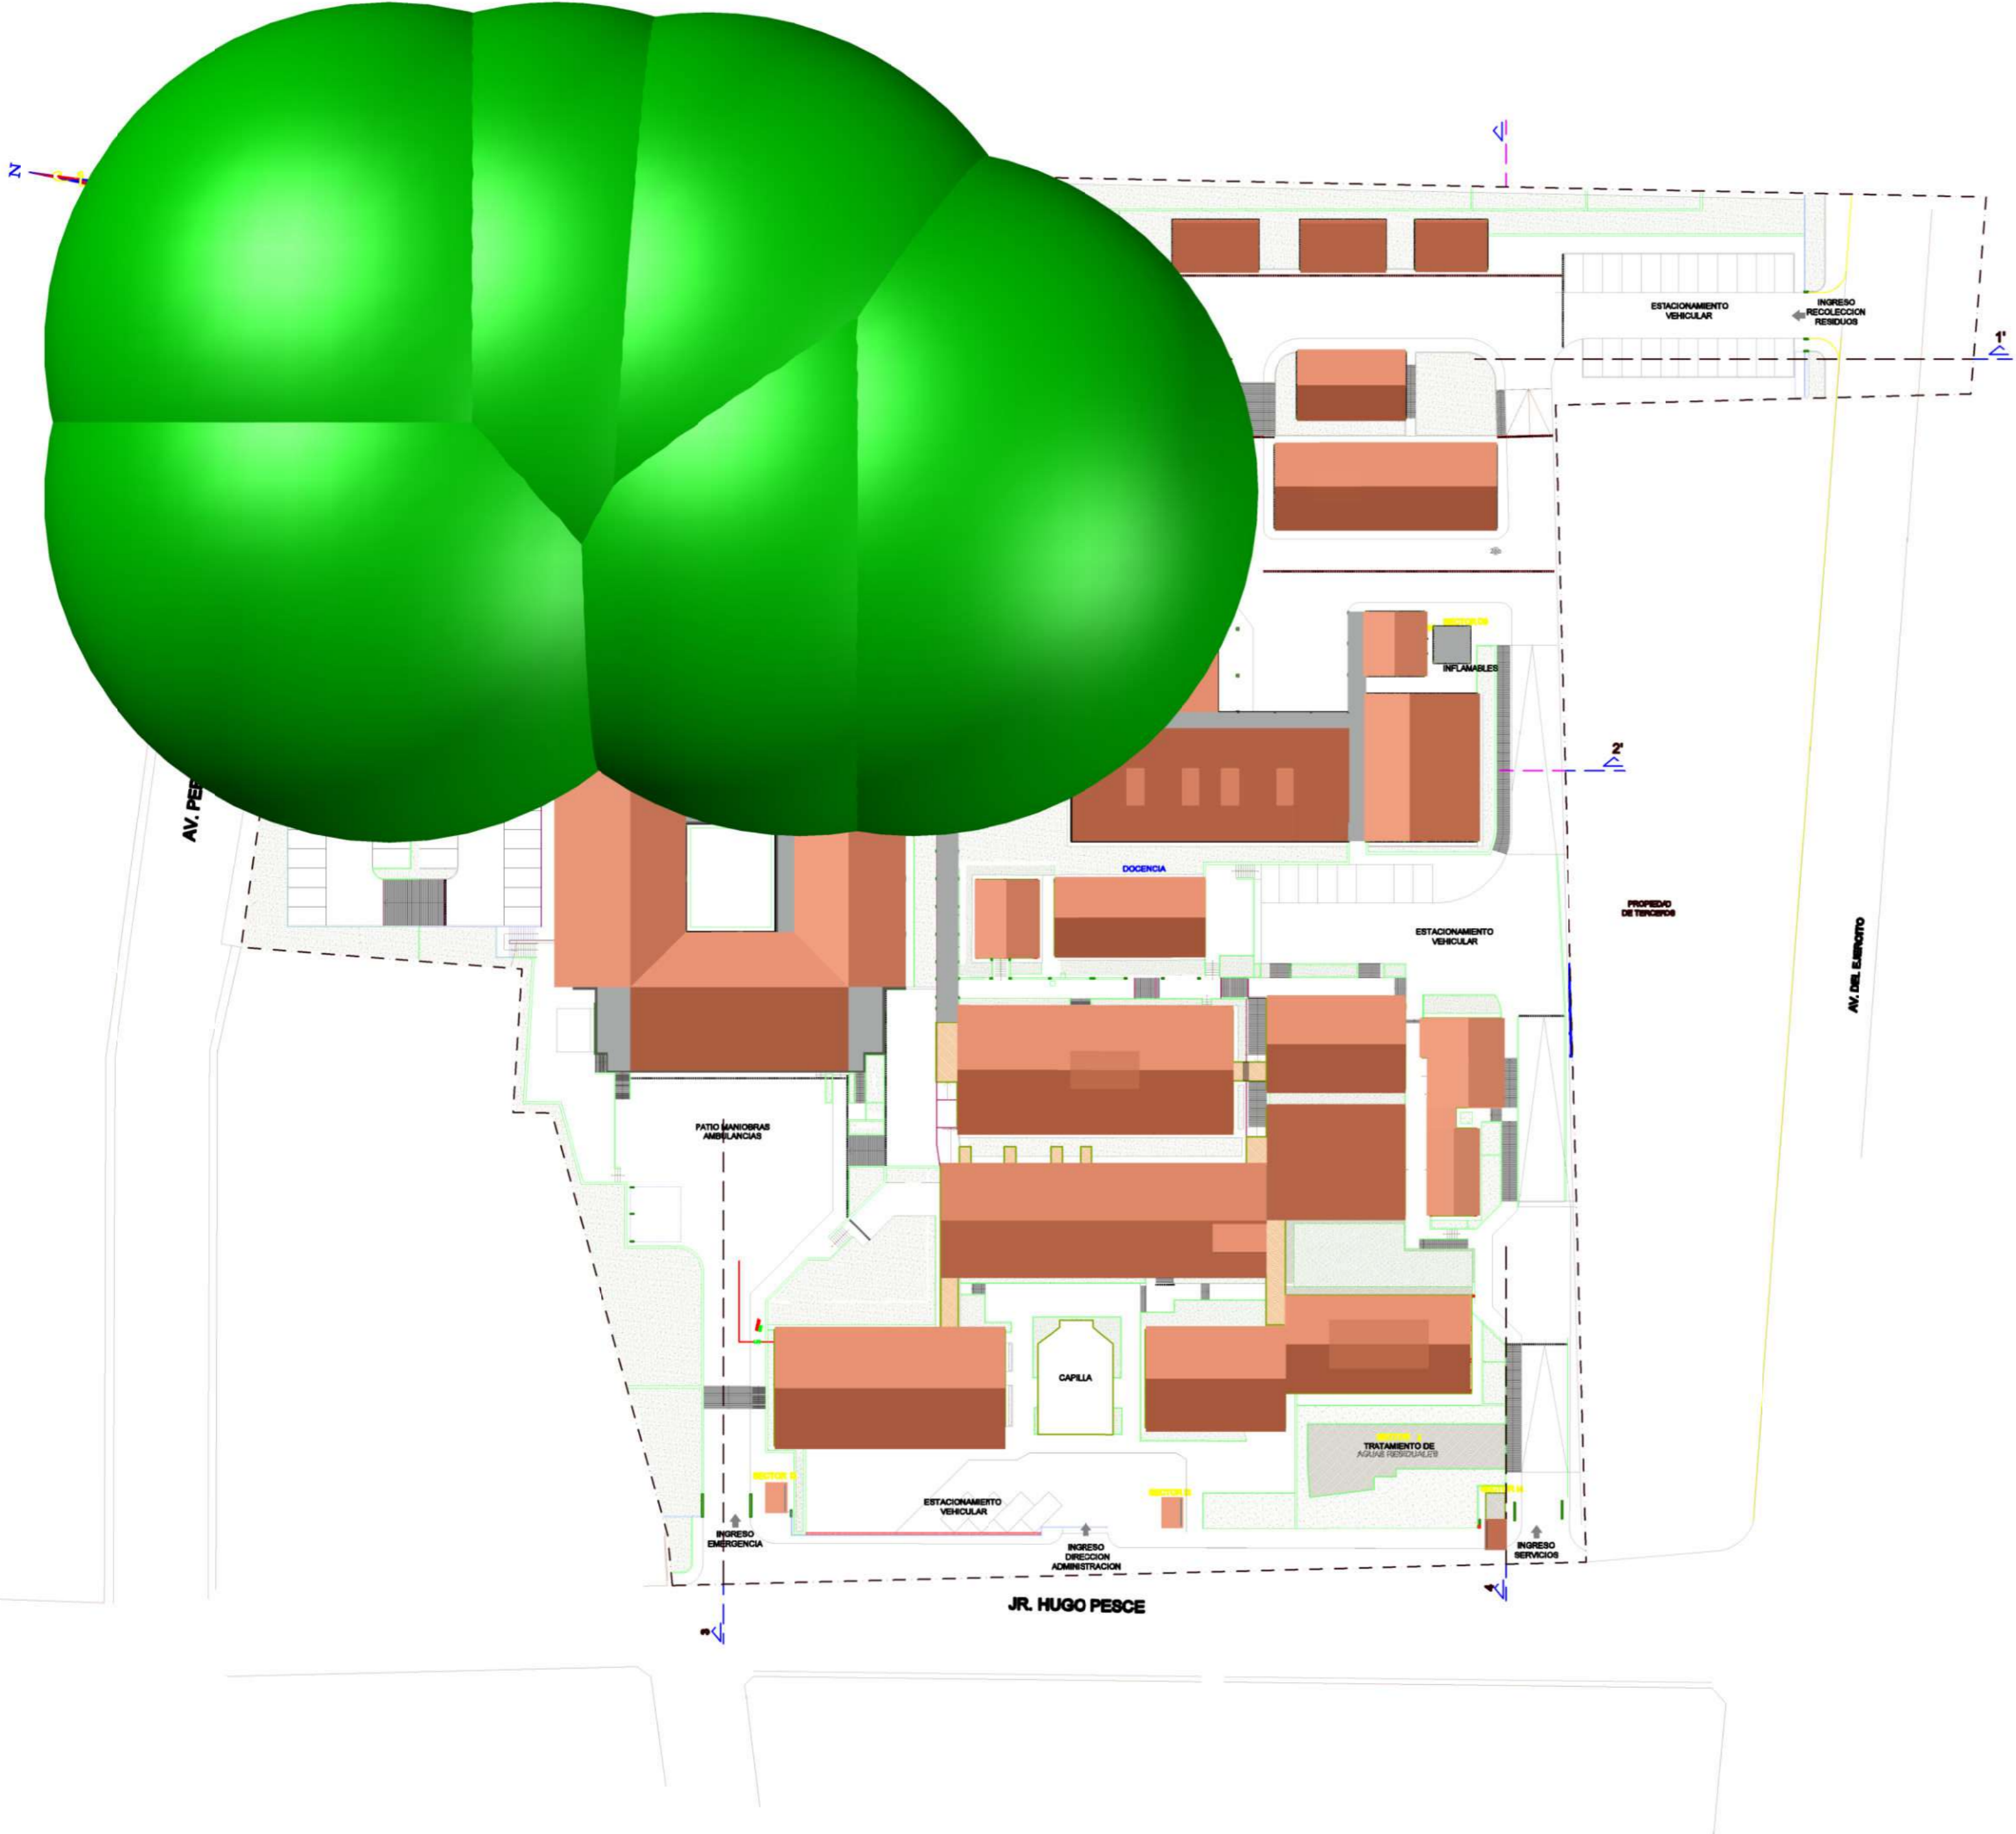 N
ESTACIONAMIENTO
VEHICULAR
INGRESO
RECOLECCION
RESIDUOS
1'
INFLAMABLES
2'
AV. PER
DOCENCIA
ESTACIONAMIENTO
VEHICULAR
PROPIEDAD
DE TERCEROS
AV. DEL EJERCITO
PATIO MANIOBRAS
AMBULANCIAS
CAPILLA
TRATAMIENTO DE
AGUAS RESIDUALES
ESTACIONAMIENTO
VEHICULAR
INGRESO
EMERGENCIA
INGRESO
DIRECCION
ADMINISTRACION
INGRESO
SERVICIOS
3
4
JR. HUGO PESCE